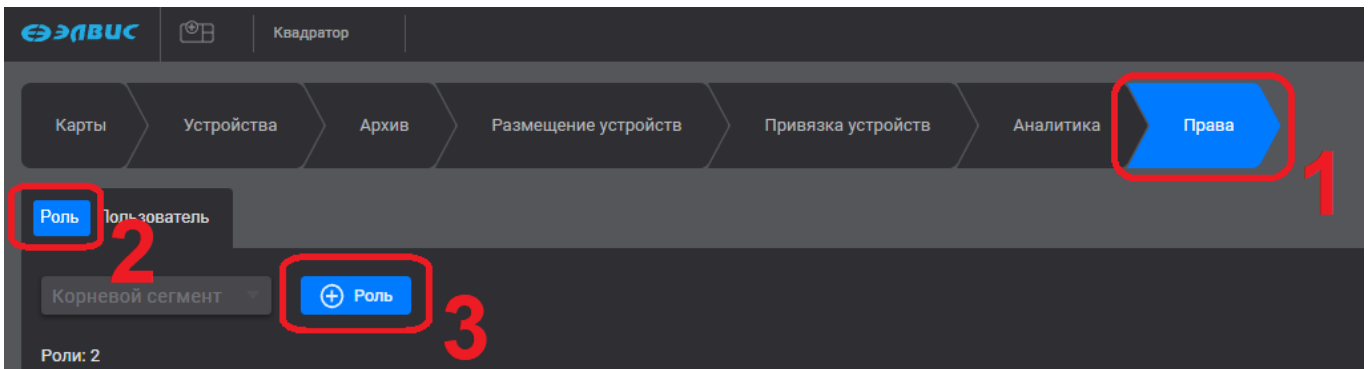 ЭЛВИС Квадратор
Карты Устройства Архив Размещение устройств Привязка устройств Аналитика Права
1
Роль Пользователь
2
Корневой сегмент Роль
3
Роли: 2